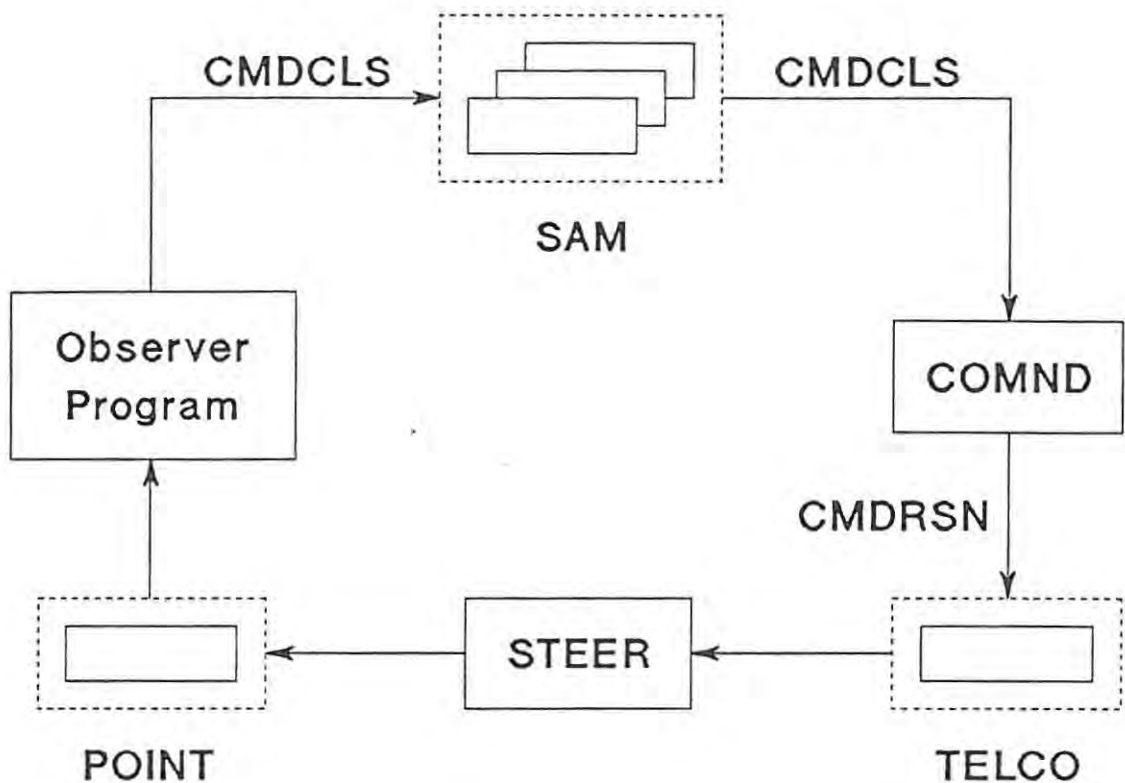 CMDCLS
CMDCLS
SAM
Observer
Program
COMND
CMDRSN
STEER
POINT
TELCO